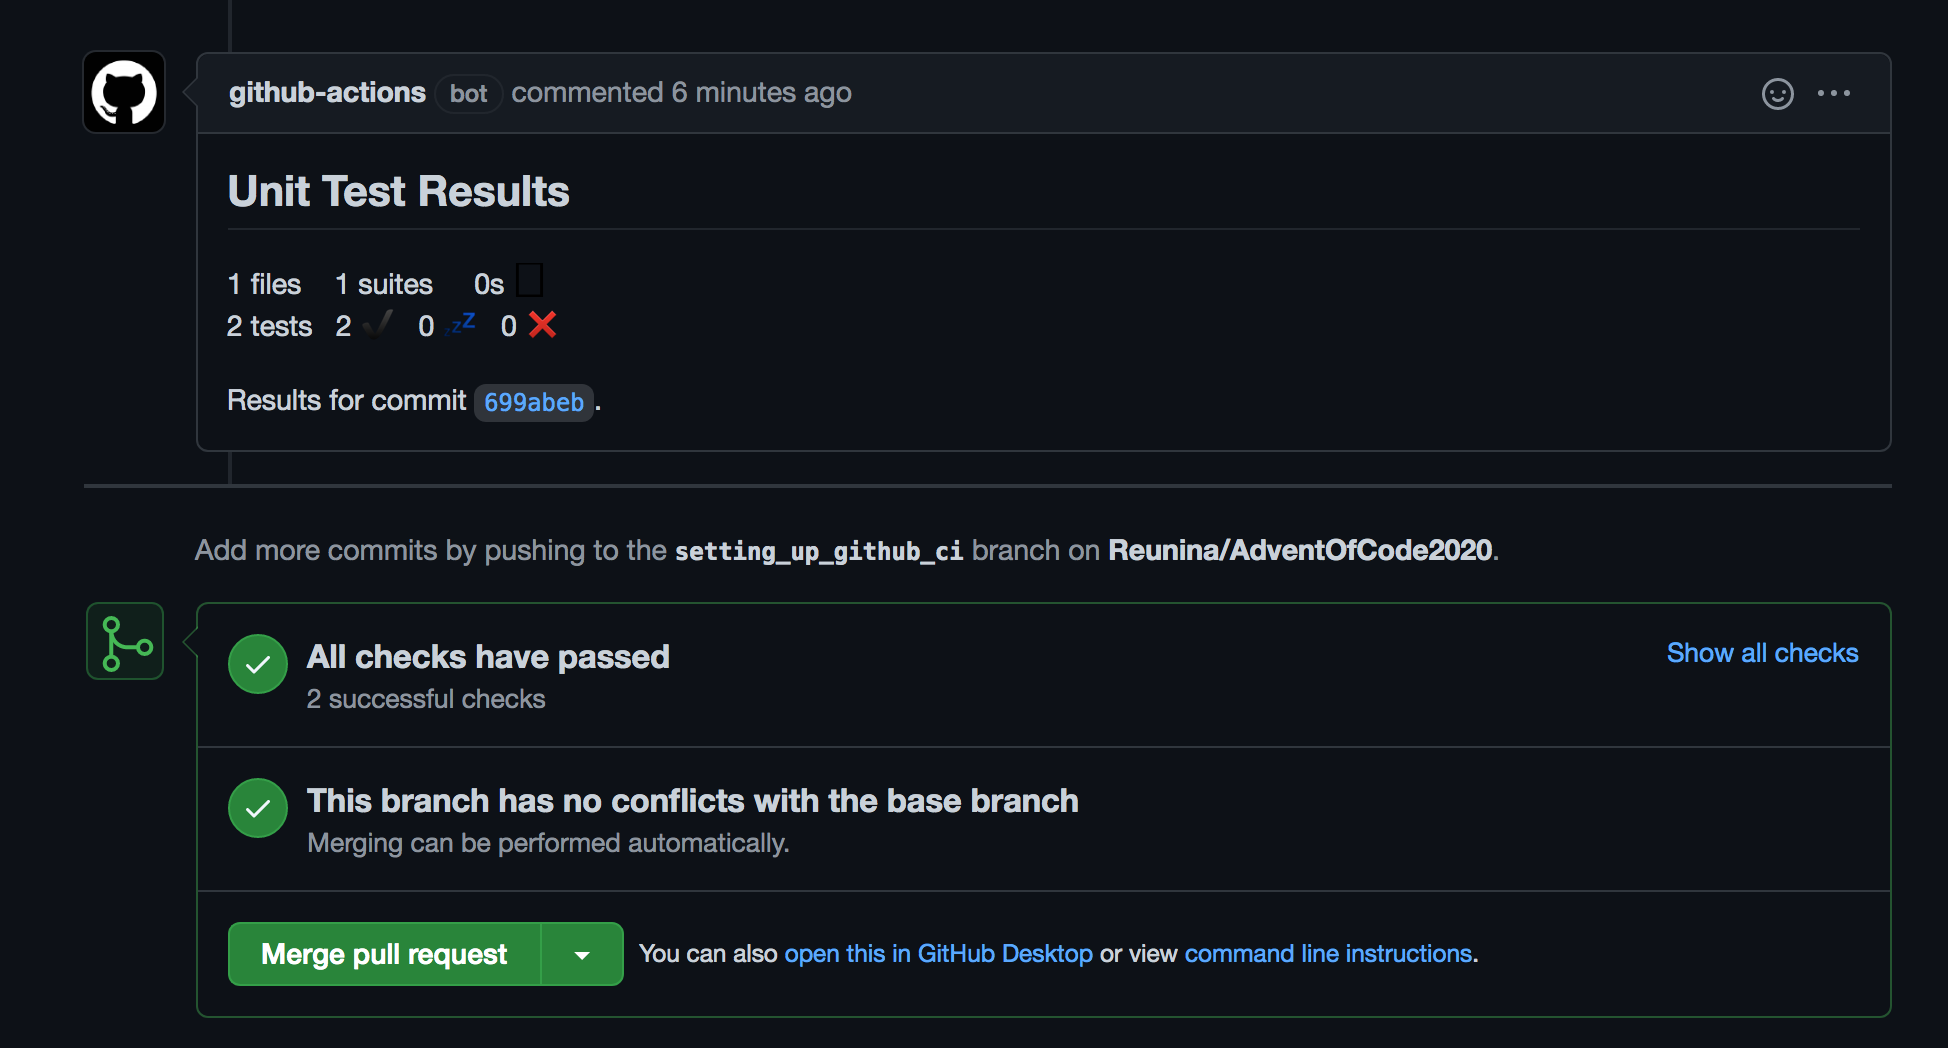 github-actions bot commented 6 minutes ago
Unit Test Results
1 files 1 suites 0s
2 tests 2 ✔ 0 💤 0 ❌
Results for commit 699abeb.
Add more commits by pushing to the setting_up_github_ci branch on Reunina/AdventOfCode2020.
All checks have passed
Show all checks
2 successful checks
This branch has no conflicts with the base branch
Merging can be performed automatically.
Merge pull request
You can also open this in GitHub Desktop or view command line instructions.